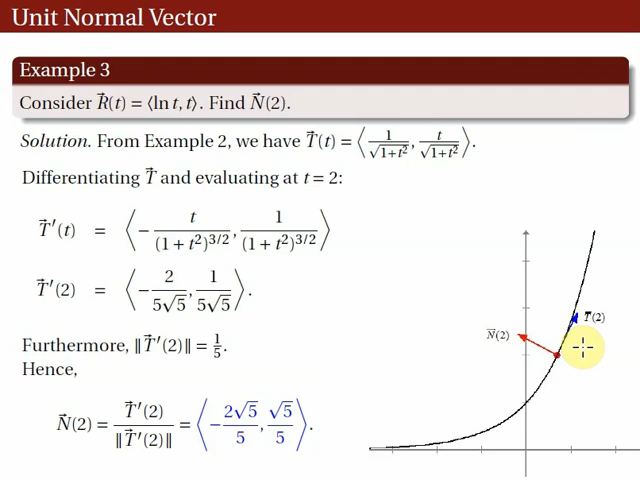 Unit Normal Vector
Example 3
Consider R⃗(t) = ⟨ln t, t⟩. Find N⃗(2).
Solution. From Example 2, we have T⃗(t) = ⟨1/√(1+t²), t/√(1+t²)⟩.
Differentiating T⃗ and evaluating at t = 2:
T⃗′(t) = ⟨−t/(1 + t²)^(3/2), 1/(1 + t²)^(3/2)⟩
T⃗′(2) = ⟨−2/(5√5), 1/(5√5)⟩.
Furthermore, ‖T⃗′(2)‖ = 1/5.
Hence,
N⃗(2) = T⃗′(2)/‖T⃗′(2)‖ = ⟨−2√5/5, √5/5⟩.
N⃗(2)
T⃗(2)